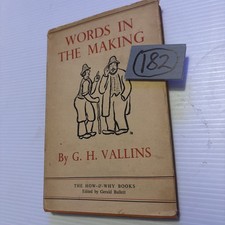 WORDS IN
THE MAKING
182
By G. H. VALLINS
THE HOW-&-WHY BOOKS
Edited by Gerald Bullett